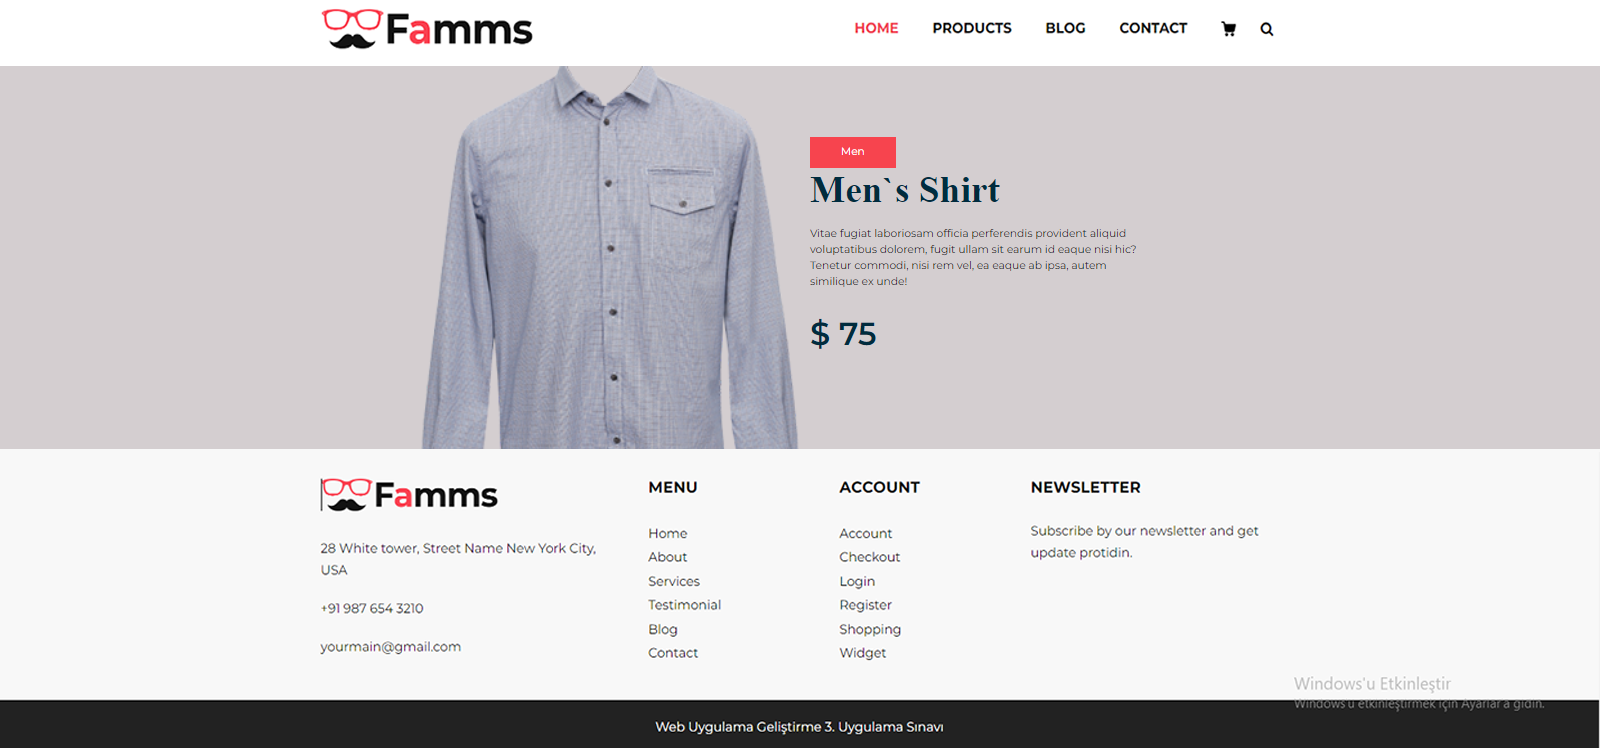 Famms
HOME PRODUCTS BLOG CONTACT
Men
Men`s Shirt
Vitae fugiat laboriosam officia perferendis provident aliquid
voluptatibus dolorem, fugit ullam sit earum id eaque nisi hic?
Tenetur commodi, nisi rem vel, ea eaque ab ipsa, autem
similique ex unde!
$ 75
Famms
28 White tower, Street Name New York City,
USA
+91 987 654 3210
yourmain@gmail.com
MENU
Home
About
Services
Testimonial
Blog
Contact
ACCOUNT
Account
Checkout
Login
Register
Shopping
Widget
NEWSLETTER
Subscribe by our newsletter and get
update protidin.
Windows'u Etkinleştir
Windows'u etkinleştirmek için Ayarlar'a gidin.
Web Uygulama Geliştirme 3. Uygulama Sınavı